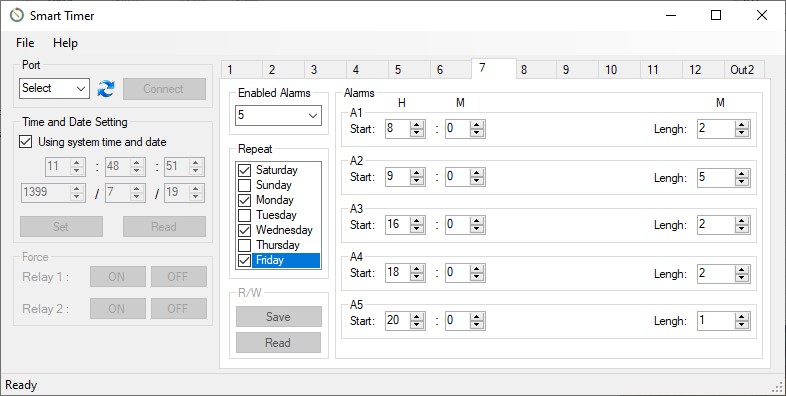 Smart Timer
File Help
Port
Select Connect
Time and Date Setting
Using system time and date
11 : 48 : 51
1399 / 7 / 19
Set Read
Force
Relay 1 : ON OFF
Relay 2 : ON OFF
1 2 3 4 5 6 7 8 9 10 11 12 Out2
Enabled Alarms
5
Repeat
Saturday
Sunday
Monday
Tuesday
Wednesday
Thursday
Friday
R/W
Save
Read
Alarms
H M M
A1
Start: 8 : 0 Lengh: 2
A2
Start: 9 : 0 Lengh: 5
A3
Start: 16 : 0 Lengh: 2
A4
Start: 18 : 0 Lengh: 2
A5
Start: 20 : 0 Lengh: 1
Ready